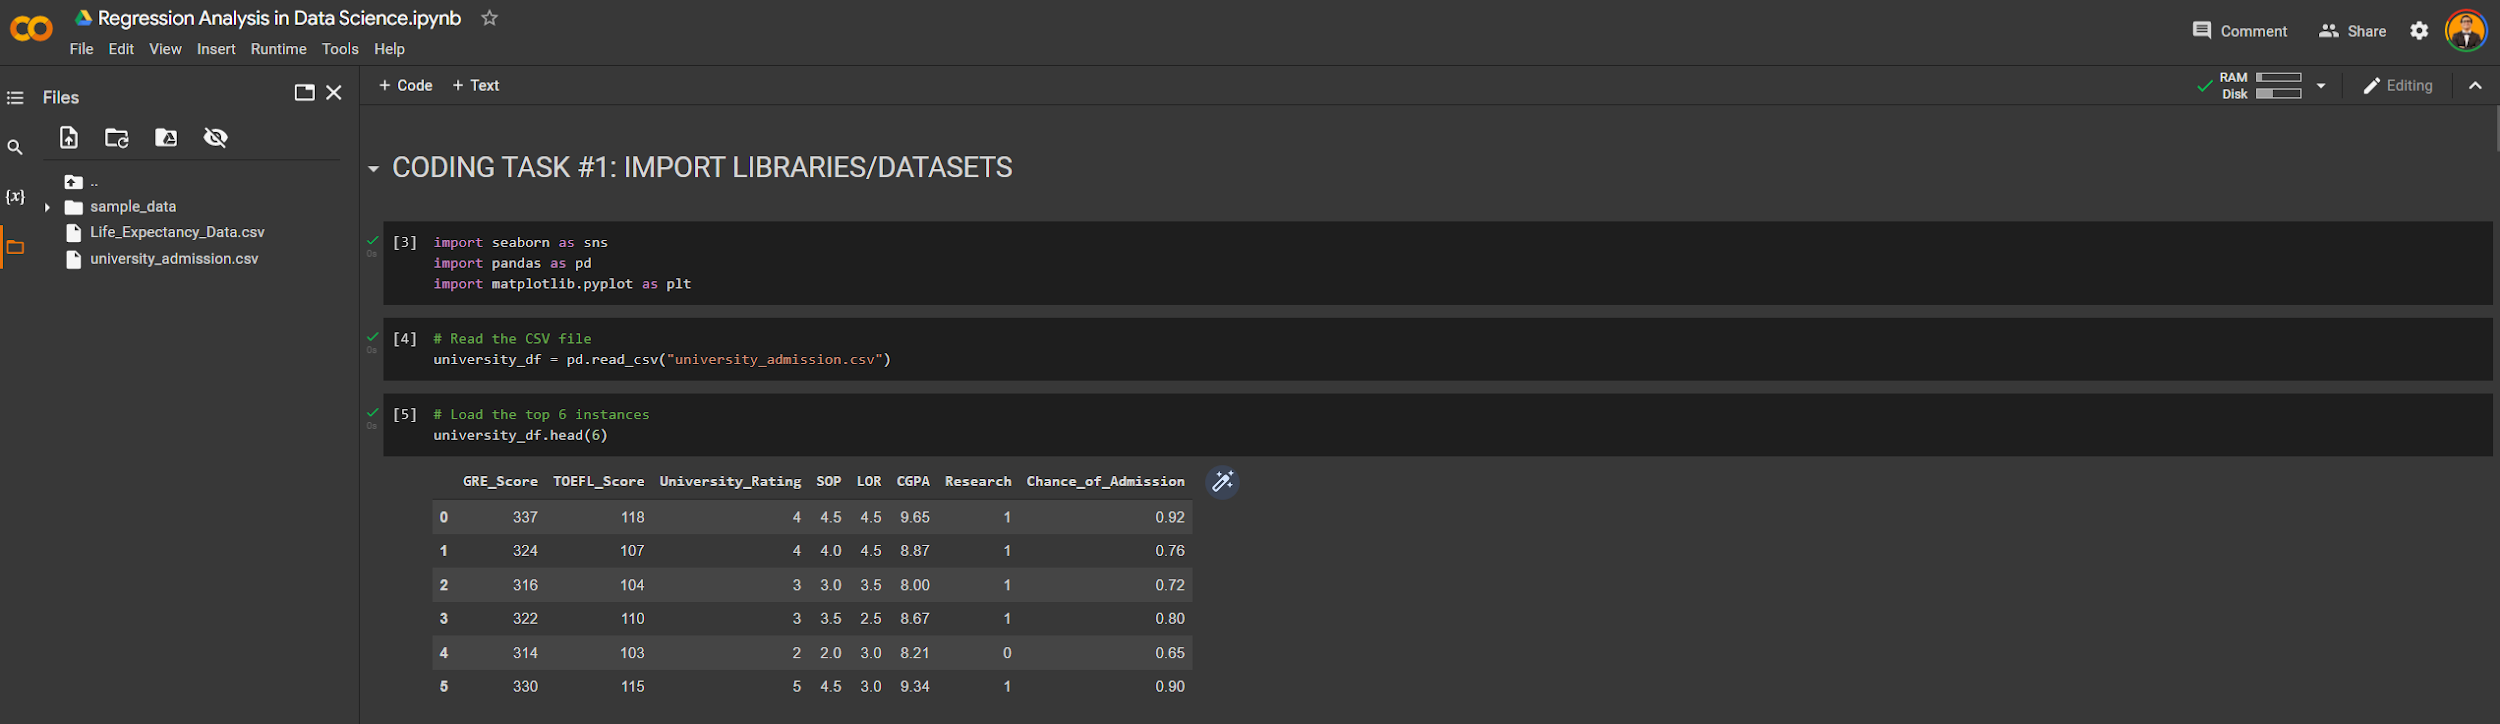 Regression Analysis in Data Science.ipynb
File Edit View Insert Runtime Tools Help
Comment Share
Files
..
sample_data
Life_Expectancy_Data.csv
university_admission.csv
{x}
+ Code + Text
RAM
Disk
Editing
CODING TASK #1: IMPORT LIBRARIES/DATASETS
0s
[3] import seaborn as sns
import pandas as pd
import matplotlib.pyplot as plt
0s
[4] # Read the CSV file
university_df = pd.read_csv("university_admission.csv")
0s
[5] # Load the top 6 instances
university_df.head(6)
GRE_Score TOEFL_Score University_Rating SOP LOR CGPA Research Chance_of_Admission
0 337 118 4 4.5 4.5 9.65 1 0.92
1 324 107 4 4.0 4.5 8.87 1 0.76
2 316 104 3 3.0 3.5 8.00 1 0.72
3 322 110 3 3.5 2.5 8.67 1 0.80
4 314 103 2 2.0 3.0 8.21 0 0.65
5 330 115 5 4.5 3.0 9.34 1 0.90